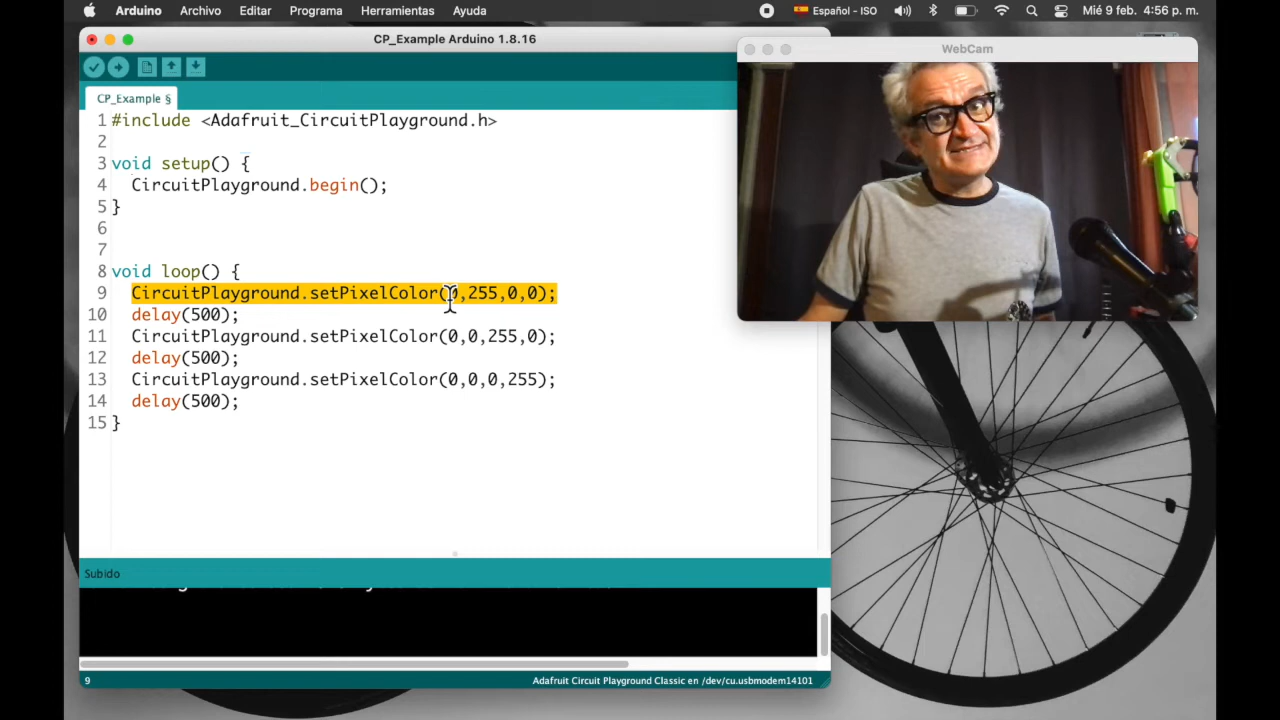 Arduino Archivo Editar Programa Herramientas Ayuda Español - ISO Mié 9 feb. 4:56 p. m.
CP_Example Arduino 1.8.16
WebCam
CP_Example §
1 #include <Adafruit_CircuitPlayground.h>
2
3 void setup() {
4 CircuitPlayground.begin();
5 }
6
7
8 void loop() {
9 CircuitPlayground.setPixelColor(0,255,0,0);
10 delay(500);
11 CircuitPlayground.setPixelColor(0,0,255,0);
12 delay(500);
13 CircuitPlayground.setPixelColor(0,0,0,255);
14 delay(500);
15 }
Subido
9 Adafruit Circuit Playground Classic en /dev/cu.usbmodem14101